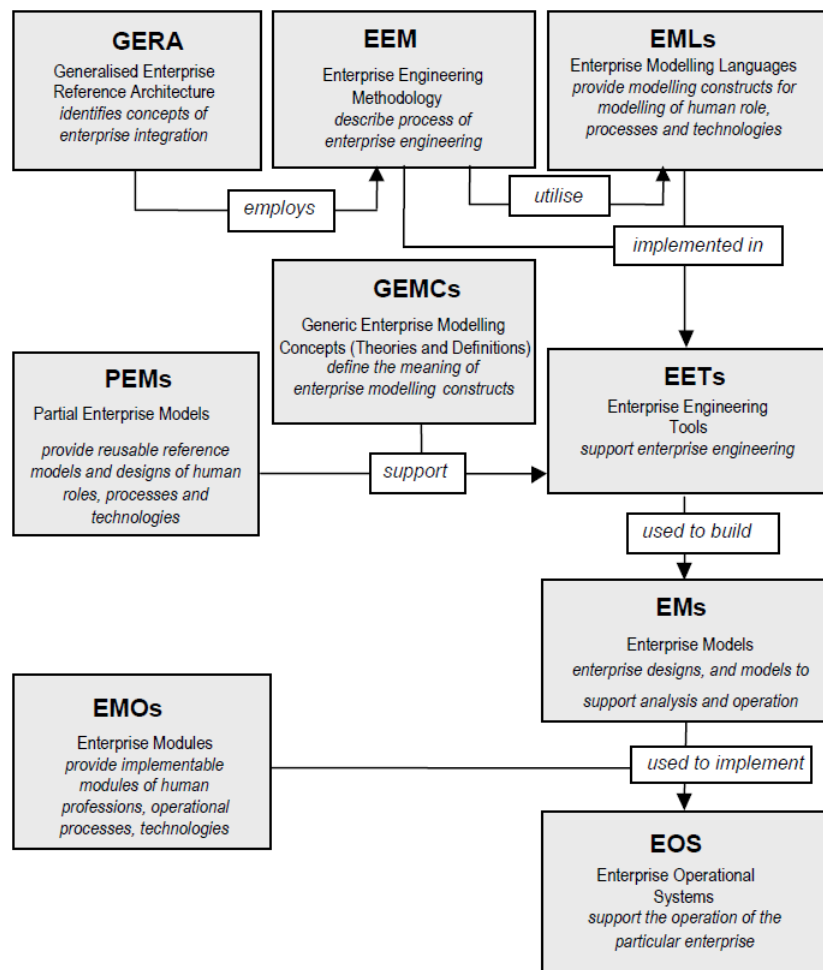 GERA
Generalised Enterprise
Reference Architecture
identifies concepts of
enterprise integration
EEM
Enterprise Engineering
Methodology
describe process of
enterprise engineering
EMLs
Enterprise Modelling Languages
provide modelling constructs for
modelling of human role,
processes and technologies
employs
utilise
implemented in
GEMCs
Generic Enterprise Modelling
Concepts (Theories and Definitions)
define the meaning of
enterprise modelling constructs
PEMs
Partial Enterprise Models
provide reusable reference
models and designs of human
roles, processes and
technologies
EETs
Enterprise Engineering
Tools
support enterprise engineering
support
used to build
EMs
Enterprise Models
enterprise designs, and models to
support analysis and operation
EMOs
Enterprise Modules
provide implementable
modules of human
professions, operational
processes, technologies
used to implement
EOS
Enterprise Operational
Systems
support the operation of the
particular enterprise